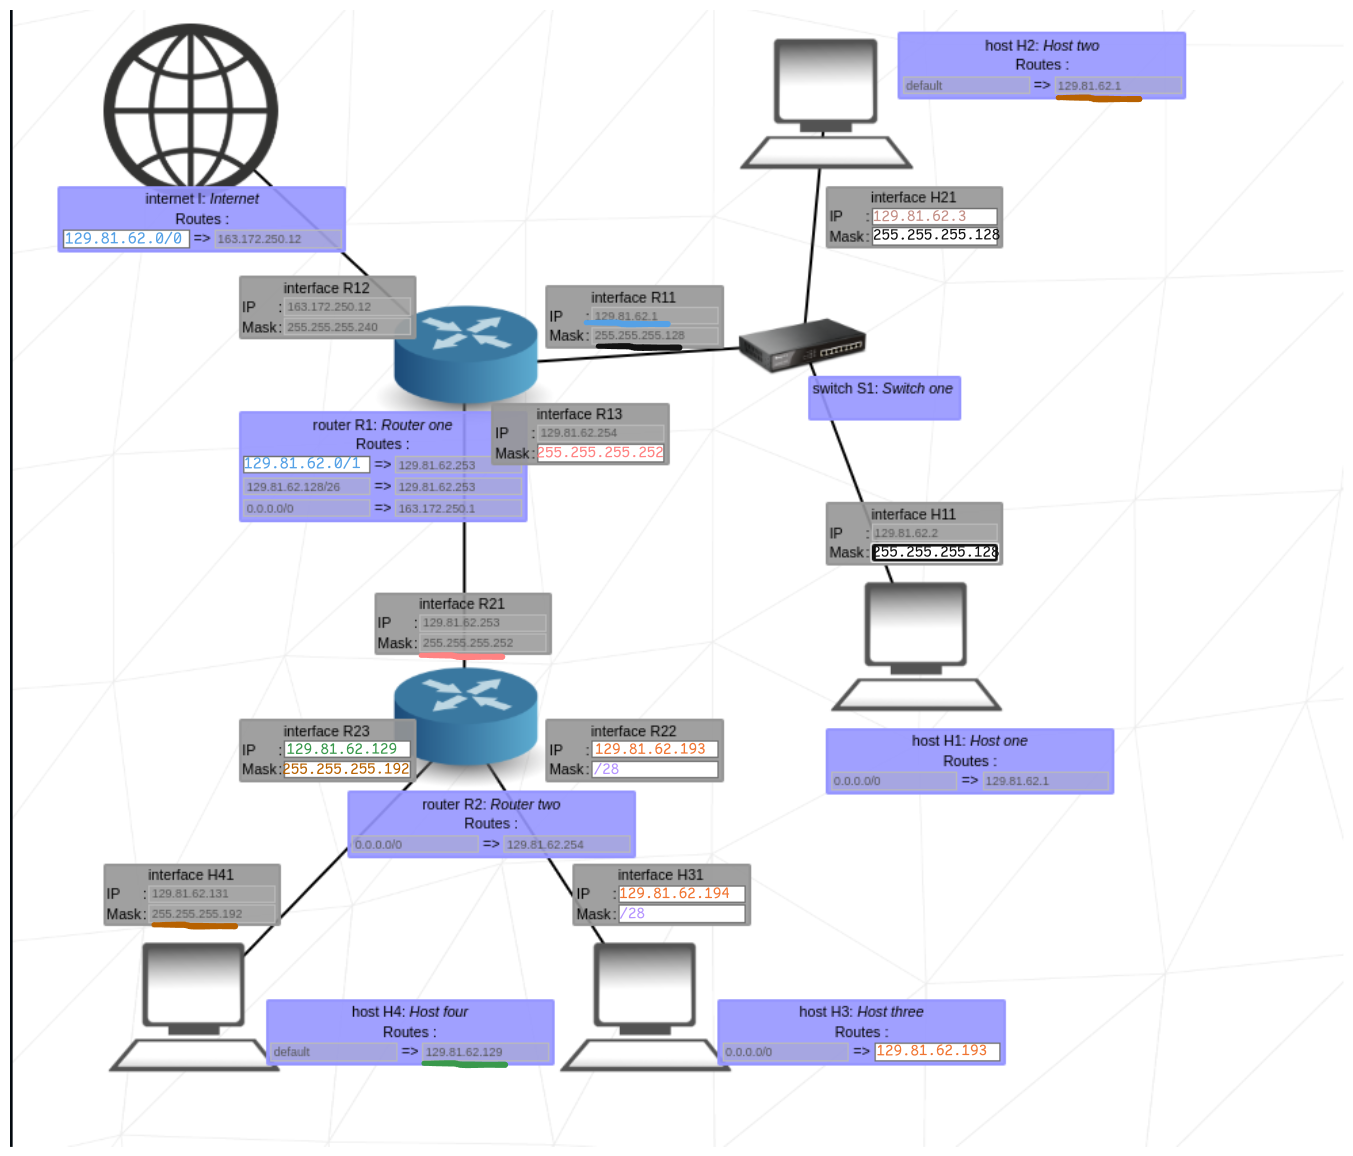 host H2: Host two
Routes :
default => 129.81.62.1
internet I: Internet
Routes :
129.81.62.0/0 => 163.172.250.12
interface H21
IP : 129.81.62.3
Mask: 255.255.255.128
interface R12
IP : 163.172.250.12
Mask: 255.255.255.240
interface R11
IP : 129.81.62.1
Mask: 255.255.255.128
switch S1: Switch one
interface R13
IP : 129.81.62.254
Mask: 255.255.255.252
router R1: Router one
Routes :
129.81.62.0/1 => 129.81.62.253
129.81.62.128/26 => 129.81.62.253
0.0.0.0/0 => 163.172.250.1
interface H11
IP : 129.81.62.2
Mask: 255.255.255.128
interface R21
IP : 129.81.62.253
Mask: 255.255.255.252
interface R23
IP : 129.81.62.129
Mask: 255.255.255.192
interface R22
IP : 129.81.62.193
Mask: /28
host H1: Host one
Routes :
0.0.0.0/0 => 129.81.62.1
router R2: Router two
Routes :
0.0.0.0/0 => 129.81.62.254
interface H41
IP : 129.81.62.131
Mask: 255.255.255.192
interface H31
IP : 129.81.62.194
Mask: /28
host H4: Host four
Routes :
default => 129.81.62.129
host H3: Host three
Routes :
0.0.0.0/0 => 129.81.62.193